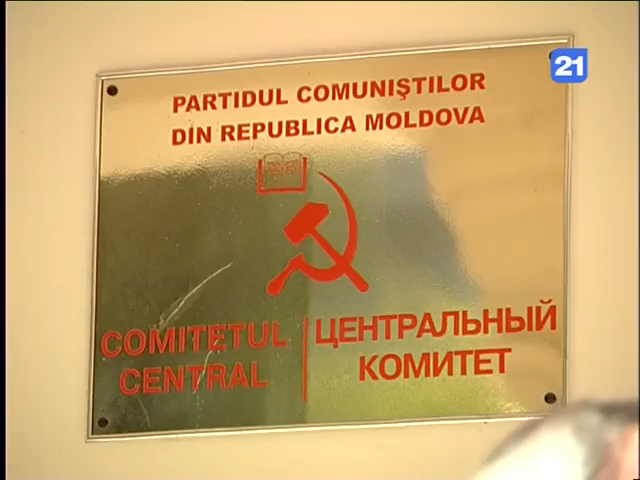 21
PARTIDUL COMUNIŞTILOR
DIN REPUBLICA MOLDOVA
COMITETUL
CENTRAL
ЦЕНТРАЛЬНЫЙ
КОМИТЕТ